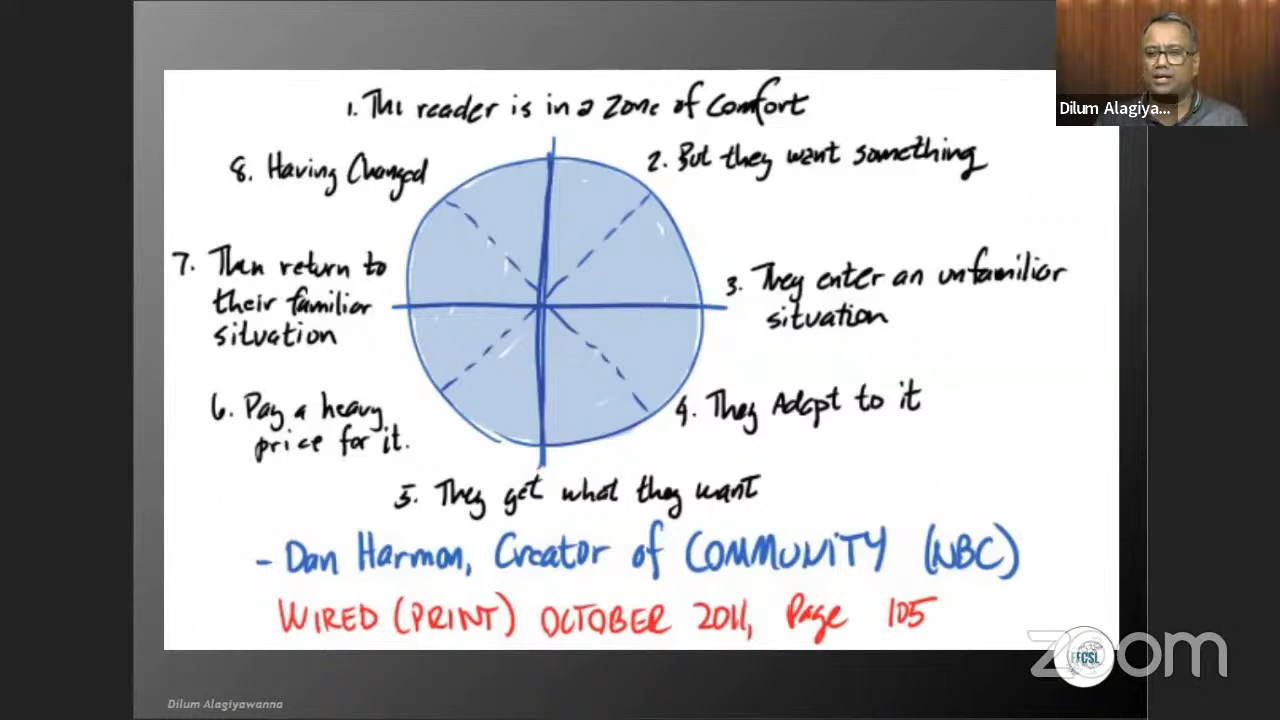 Dilum Alagiya...
1. The reader is in a zone of comfort
8. Having Changed
2. But they want something
7. Then return to
their familiar
situation
3. They enter an unfamiliar
situation
6. Pay a heavy
price for it.
4. They Adapt to it
5. They get what they want
- Dan Harmon, Creator of COMMUNITY (NBC)
WIRED (PRINT) OCTOBER 2011, Page 105
zoom
FCSL
Dilum Alagiyawanna